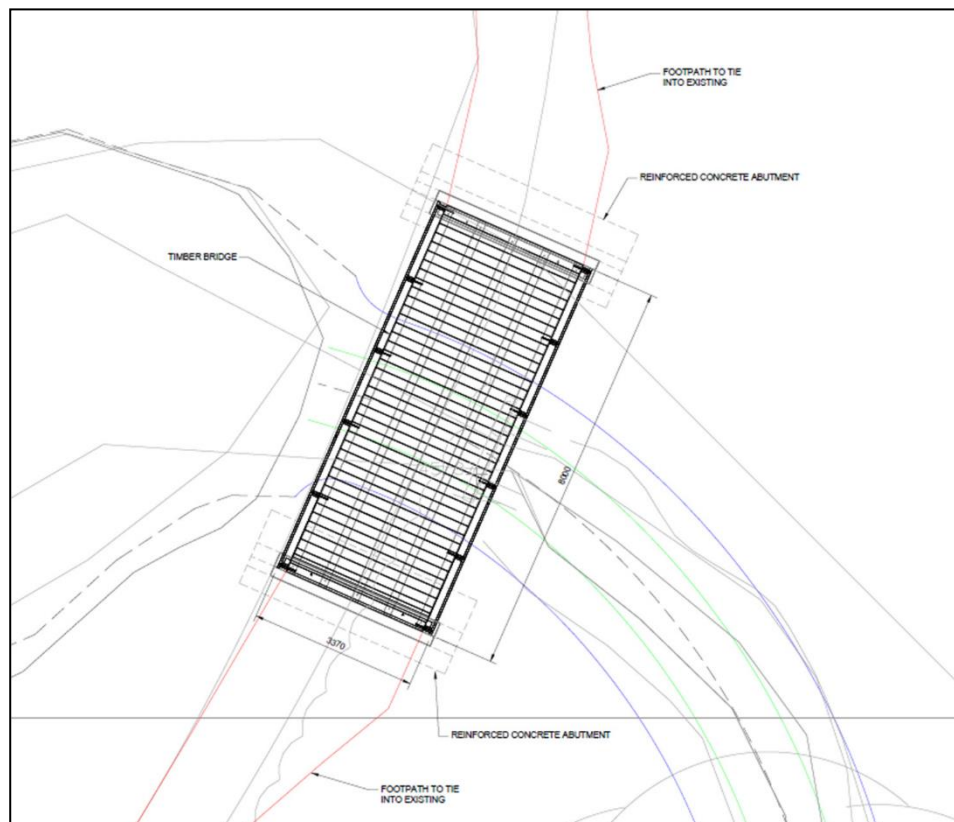 FOOTPATH TO TIE
INTO EXISTING
REINFORCED CONCRETE ABUTMENT
TIMBER BRIDGE
8000
3370
REINFORCED CONCRETE ABUTMENT
FOOTPATH TO TIE
INTO EXISTING